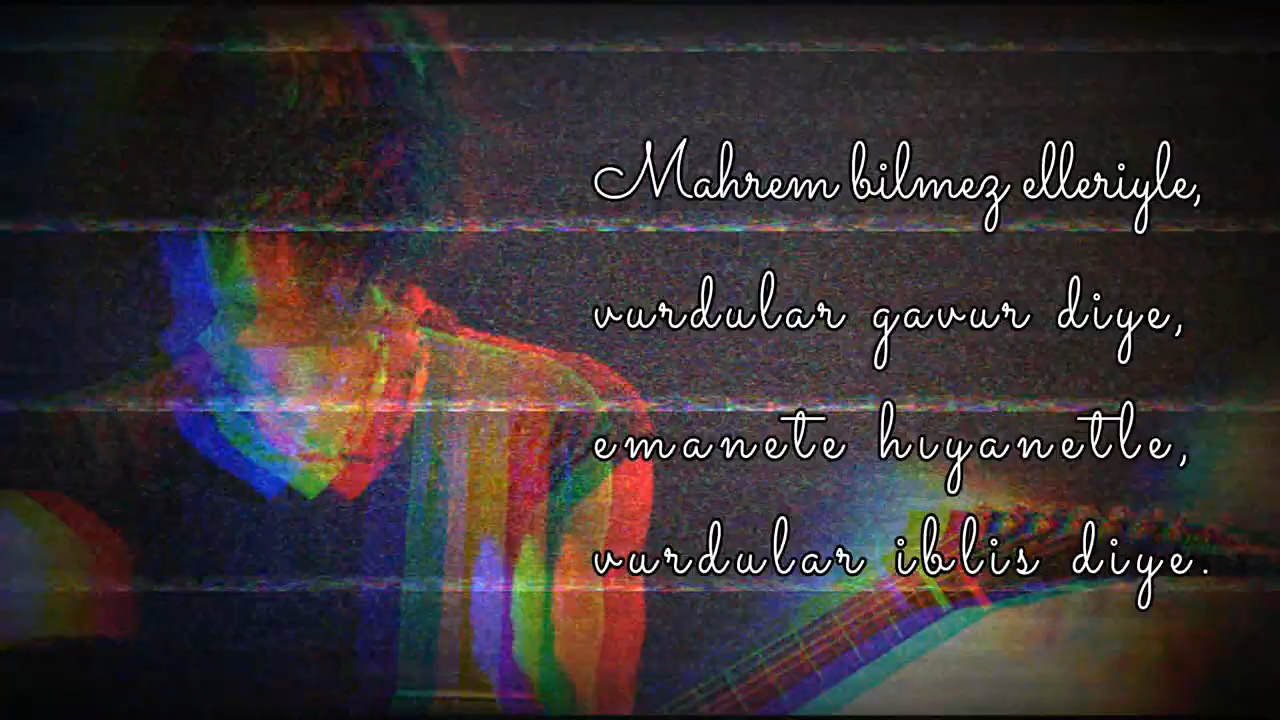 Mahrem bilmez elleriyle,
vurdular gavur diye,
emanete hıyanetle,
vurdular iblis diye.